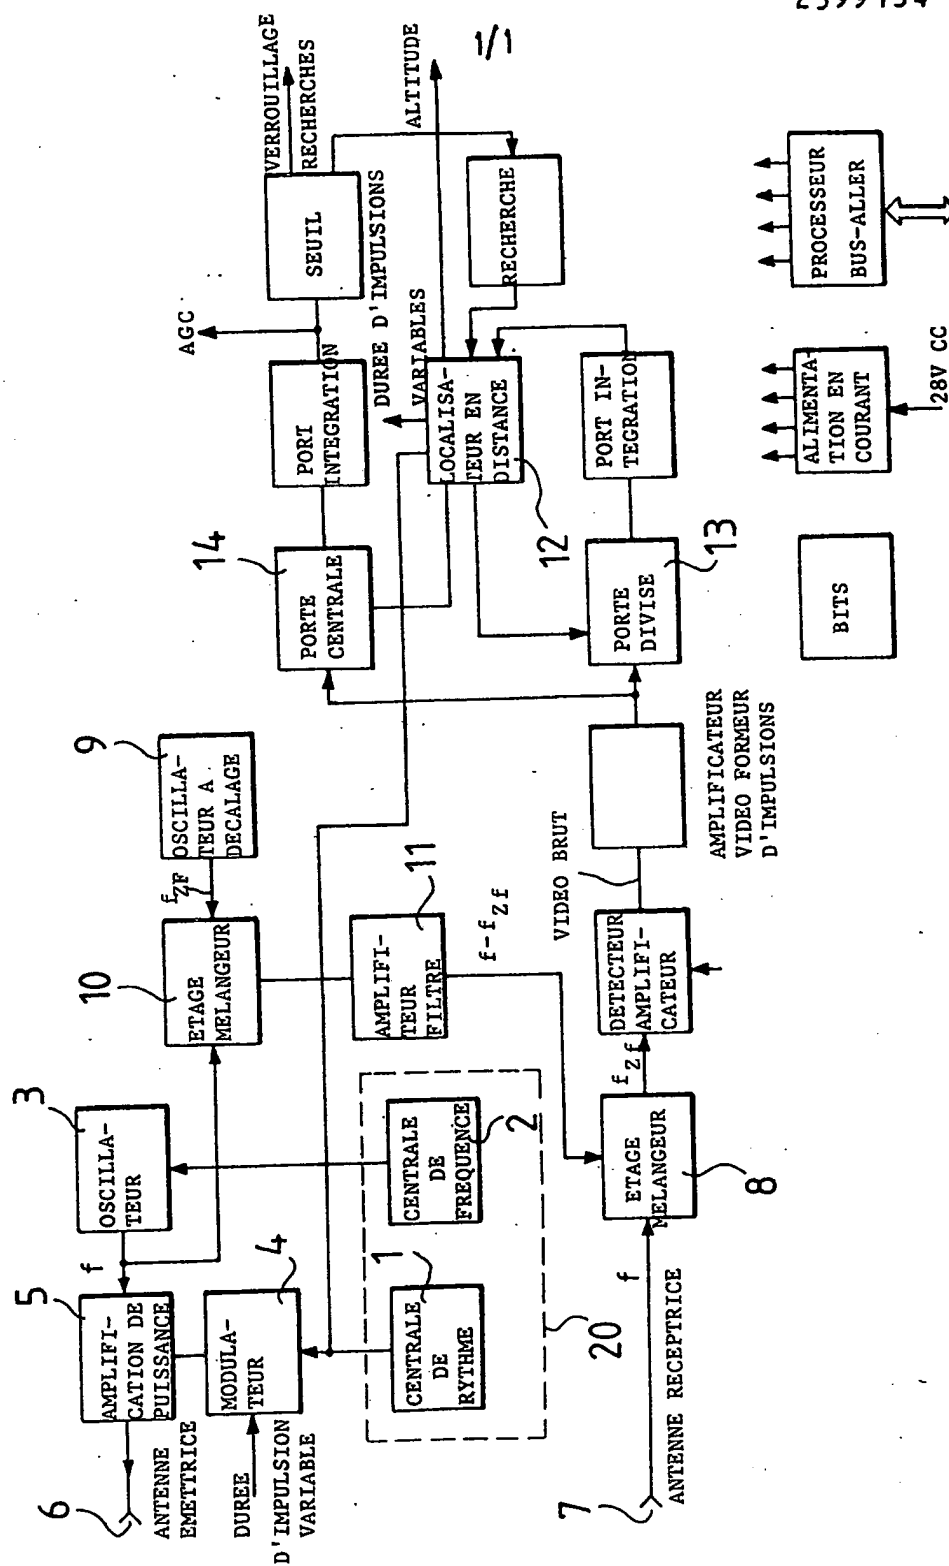 1/1
6
ANTENNE
EMETTRICE
5
AMPLIFI-
CATION DE
PUISSANCE
f
3
OSCILLA-
TEUR
10
ETAGE
MELANGEUR
fZF
9
OSCILLA-
TEUR A
DECALAGE
DUREE
D'IMPULSION
VARIABLE
MODULA-
TEUR
4
CENTRALE
DE
RYTHME
1
CENTRALE
DE
FREQUENCE
2
20
AMPLIFI-
TEUR
FILTRE
11
f-fZf
14
PORTE
CENTRALE
PORT
INTEGRATION
AGC
SEUIL
VERROUILLAGE
RECHERCHES
DUREE D'IMPULSIONS
VARIABLES
ALTITUDE
LOCALISA-
TEUR EN
DISTANCE
12
RECHERCHE
7
ANTENNE RECEPTRICE
f
ETAGE
MELANGEUR
8
fZf
DETECTEUR
AMPLIFI-
CATEUR
VIDEO BRUT
AMPLIFICATEUR
VIDEO FORMEUR
D'IMPULSIONS
PORTE
DIVISE
13
PORT IN-
TEGRATION
BITS
ALIMENTA-
TION EN
COURANT
28V CC
PROCESSEUR
BUS-ALLER